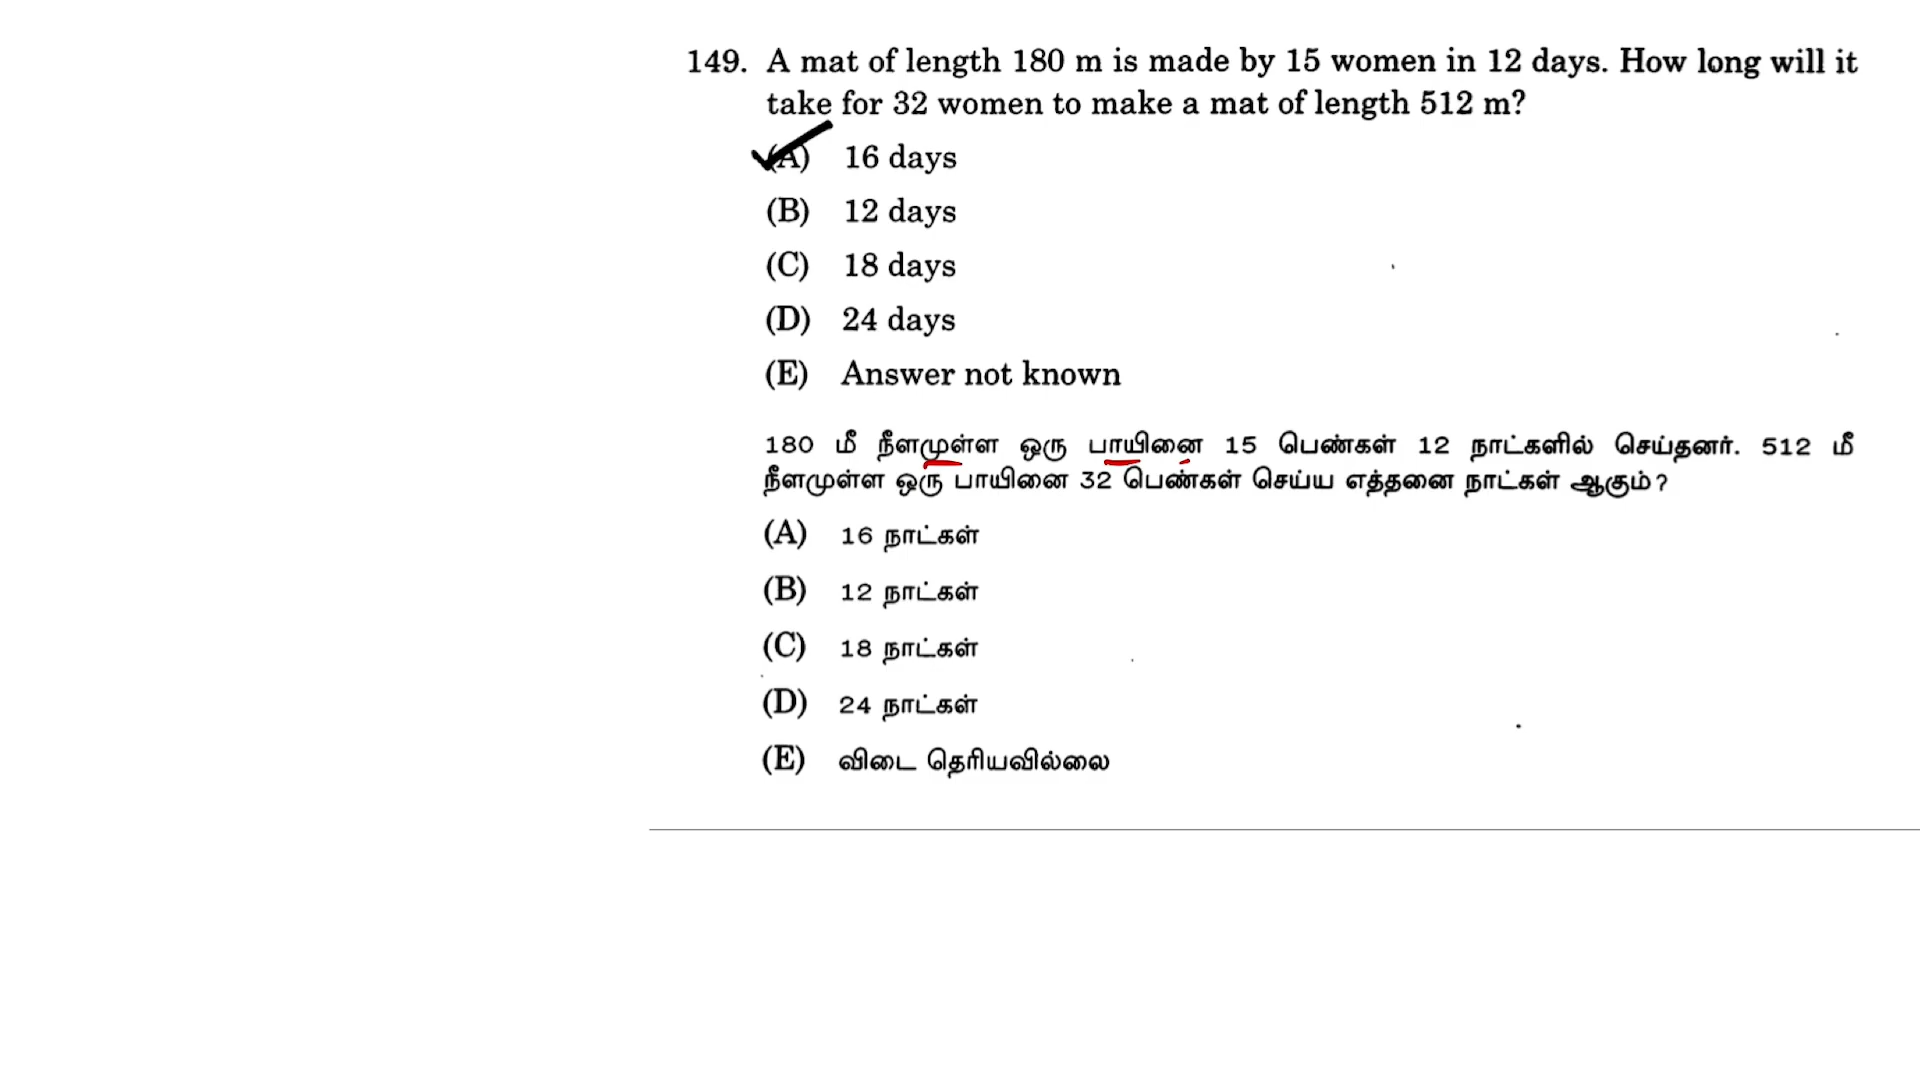 149. A mat of length 180 m is made by 15 women in 12 days. How long will it
take for 32 women to make a mat of length 512 m?
(A) 16 days
(B) 12 days
(C) 18 days
(D) 24 days
(E) Answer not known
180 மீ நீளமுள்ள ஒரு பாயினை 15 பெண்கள் 12 நாட்களில் செய்தனர். 512 மீ
நீளமுள்ள ஒரு பாயினை 32 பெண்கள் செய்ய எத்தனை நாட்கள் ஆகும்?
(A) 16 நாட்கள்
(B) 12 நாட்கள்
(C) 18 நாட்கள்
(D) 24 நாட்கள்
(E) விடை தெரியவில்லை